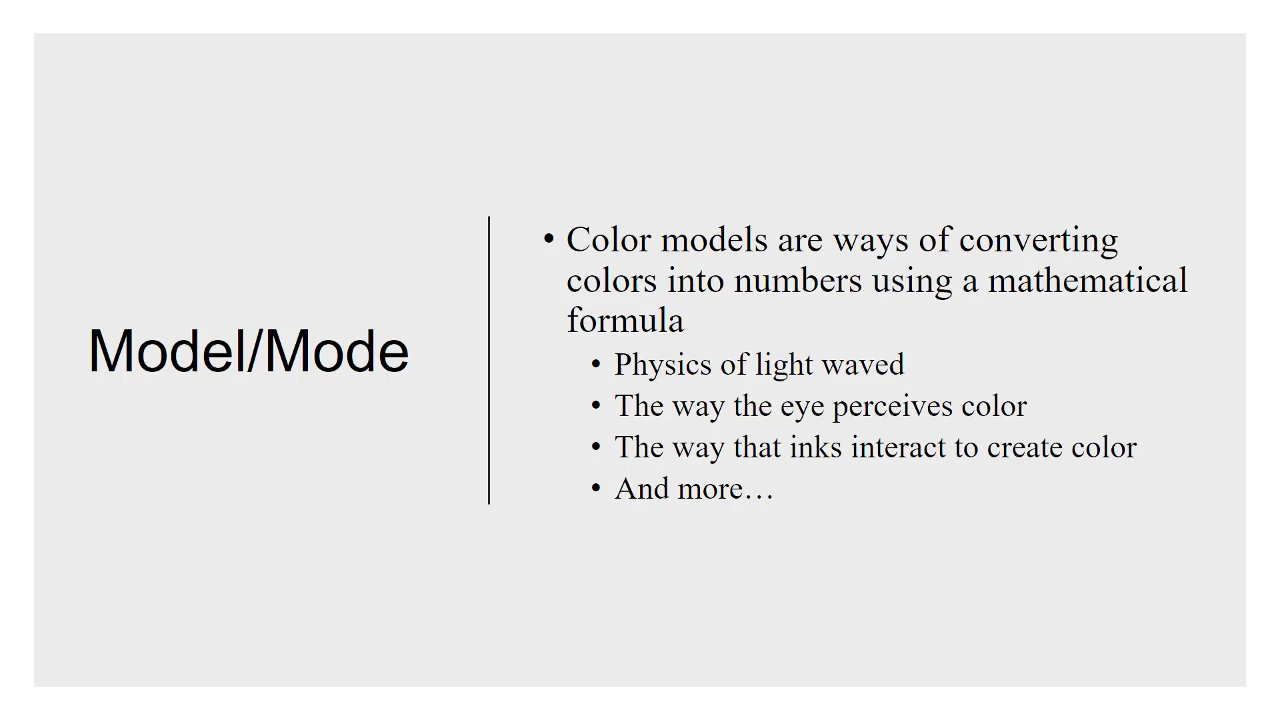 Model/Mode
• Color models are ways of converting
colors into numbers using a mathematical
formula
• Physics of light waved
• The way the eye perceives color
• The way that inks interact to create color
• And more…